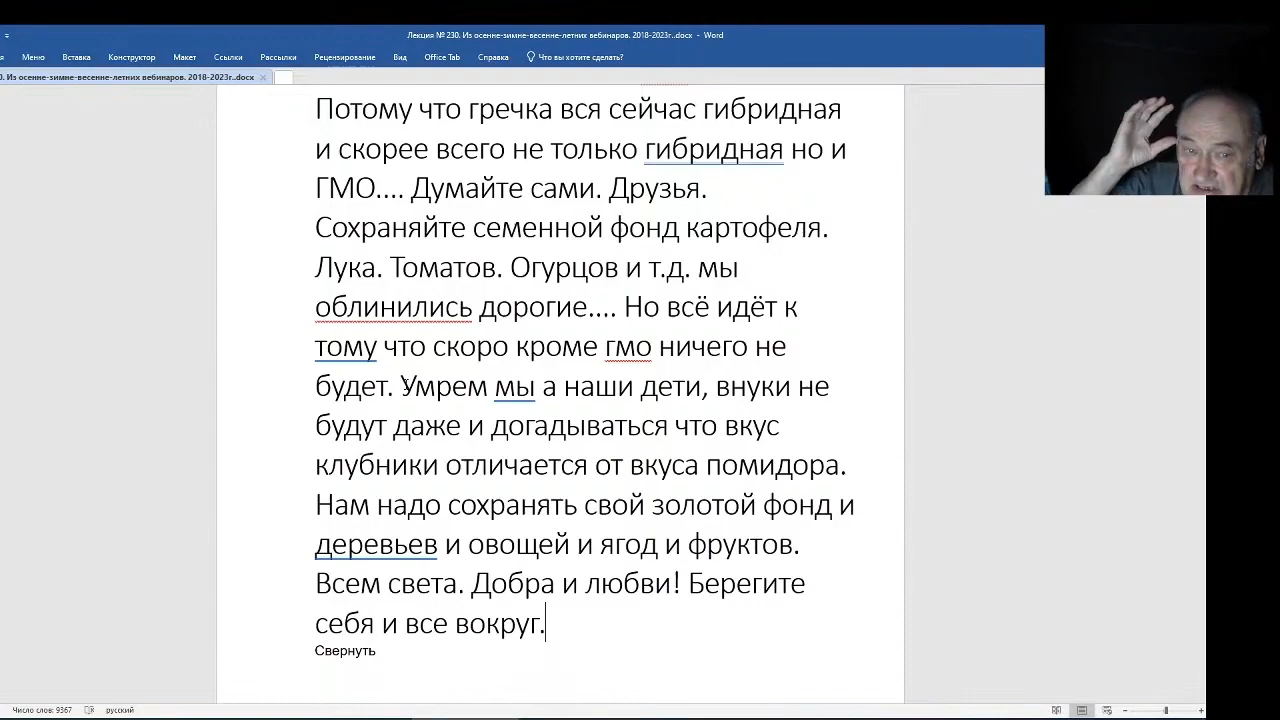 Лекция № 230. Из осенне-зимне-весенне-летних вебинаров. 2018-2023г..docx - Word
Меню Вставка Конструктор Макет Ссылки Рассылки Рецензирование Вид Office Tab Справка Что вы хотите сделать?
0. Из осенне-зимне-весенне-летних вебинаров. 2018-2023г..docx
Потому что гречка вся сейчас гибридная
и скорее всего не только гибридная но и
ГМО.... Думайте сами. Друзья.
Сохраняйте семенной фонд картофеля.
Лука. Томатов. Огурцов и т.д. мы
облинились дорогие.... Но всё идёт к
тому что скоро кроме гмо ничего не
будет. Умрем мы а наши дети, внуки не
будут даже и догадываться что вкус
клубники отличается от вкуса помидора.
Нам надо сохранять свой золотой фонд и
деревьев и овощей и ягод и фруктов.
Всем света. Добра и любви! Берегите
себя и все вокруг.
Свернуть
Число слов: 9367 русский